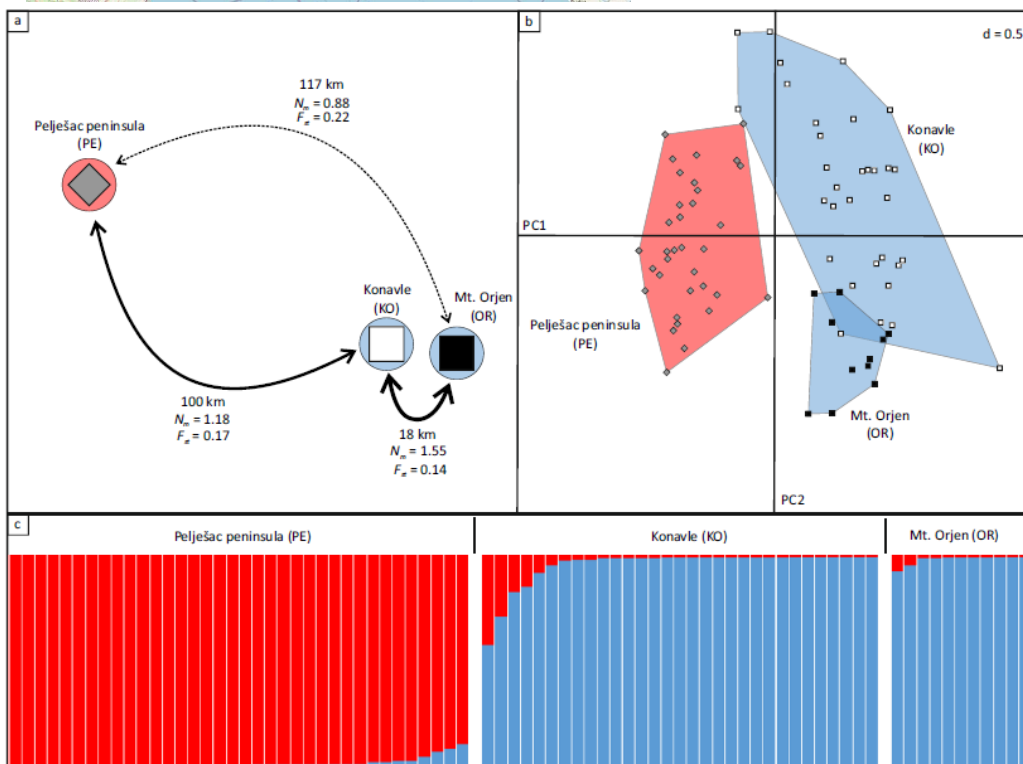 a
117 km
Nm = 0.88
Fst = 0.22
Pelješac peninsula
(PE)
Konavle
(KO)
Mt. Orjen
(OR)
100 km
Nm = 1.18
Fst = 0.17
18 km
Nm = 1.55
Fst = 0.14
b
d = 0.5
Konavle
(KO)
PC1
Pelješac peninsula
(PE)
Mt. Orjen
(OR)
PC2
c
Pelješac peninsula (PE)
Konavle (KO)
Mt. Orjen (OR)